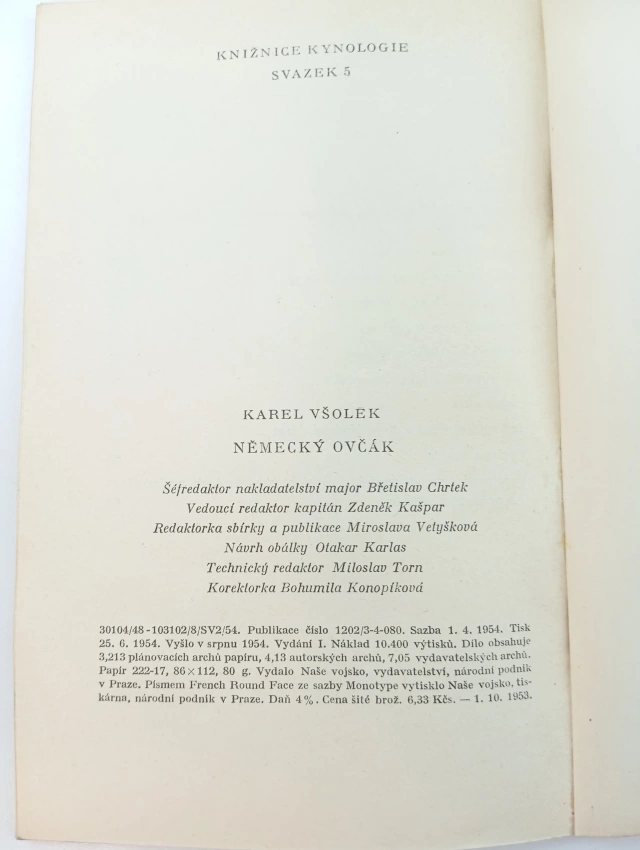 KNIŽNICE KYNOLOGIE
SVAZEK 5
KAREL VŠOLEK
NĚMECKÝ OVČÁK
Šéfredaktor nakladatelství major Břetislav Chrtek
Vedoucí redaktor kapitán Zdeněk Kašpar
Redaktorka sbírky a publikace Miroslava Vetyšková
Návrh obálky Otakar Karlas
Technický redaktor Miloslav Torn
Korektorka Bohumila Konopíková
30104/48-103102/8/SV2/54. Publikace číslo 1202/3-4-080. Sazba 1. 4. 1954. Tisk
25. 6. 1954. Vyšlo v srpnu 1954. Vydání I. Náklad 10.400 výtisků. Dílo obsahuje
3,213 plánovacích archů papíru, 4,13 autorských archů, 7,05 vydavatelských archů.
Papír 222-17, 86×112, 80 g. Vydalo Naše vojsko, vydavatelství, národní podnik
v Praze. Písmem French Round Face ze sazby Monotype vytisklo Naše vojsko, tis-
kárna, národní podnik v Praze. Daň 4%. Cena šité brož. 6,33 Kčs. — 1. 10. 1953.